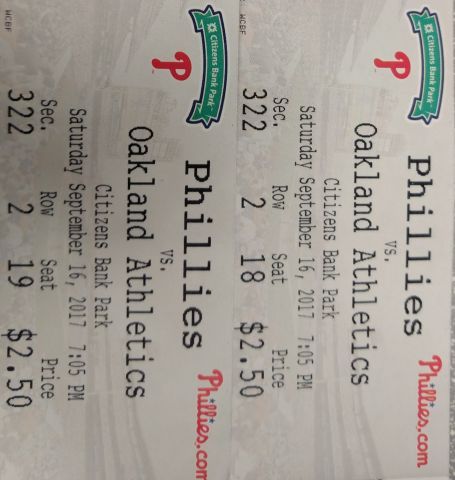 Citizens Bank Park
P
Phillies
vs.
Oakland Athletics
Citizens Bank Park
Saturday September 16, 2017 7:05 PM
Sec. Row Seat Price
322 2 19 $2.50
Phillies.com
WCBF
Citizens Bank Park
P
Phillies
vs.
Oakland Athletics
Citizens Bank Park
Saturday September 16, 2017 7:05 PM
Sec. Row Seat Price
322 2 18 $2.50
Phillies.com
WCBF